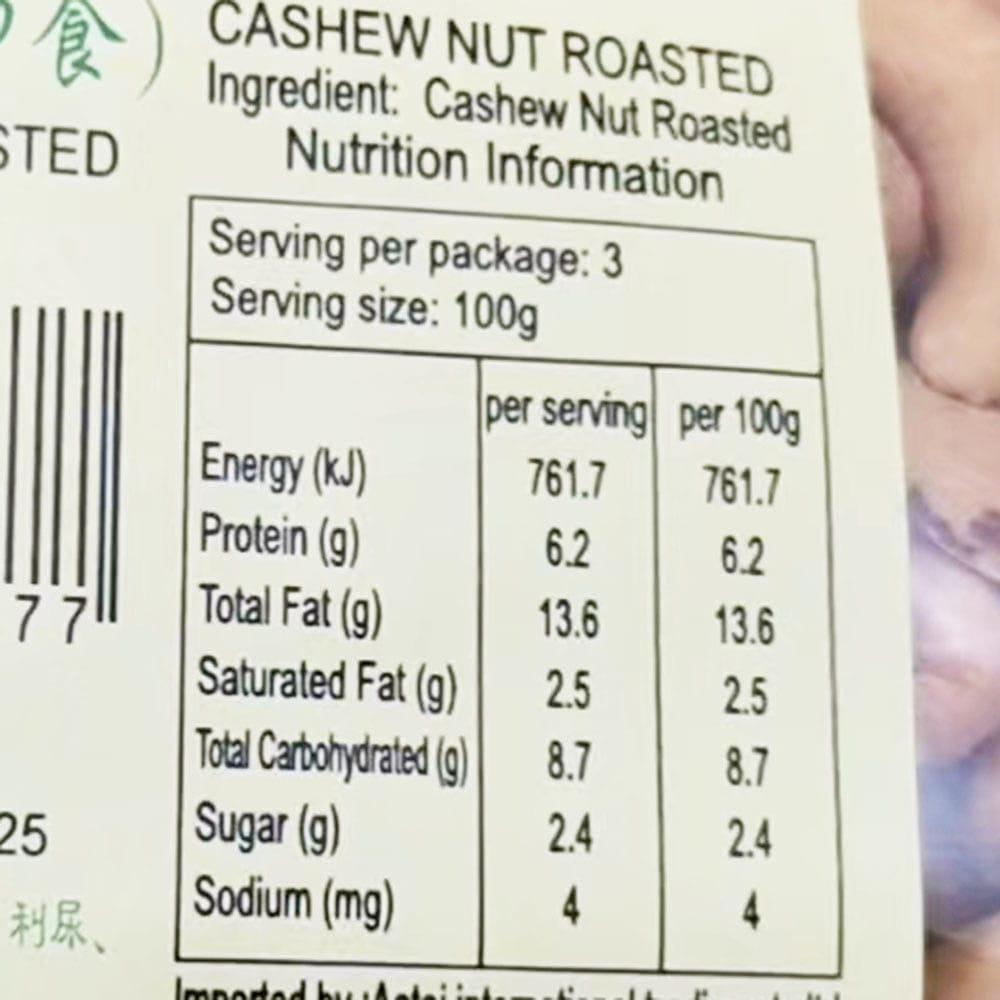 食)
STED
77
25
利尿、
CASHEW NUT ROASTED
Ingredient: Cashew Nut Roasted
Nutrition Information
Serving per package: 3
Serving size: 100g
per serving per 100g
Energy (kJ) 761.7 761.7
Protein (g) 6.2 6.2
Total Fat (g) 13.6 13.6
Saturated Fat (g) 2.5 2.5
Total Carbohydrated (g) 8.7 8.7
Sugar (g) 2.4 2.4
Sodium (mg) 4 4
Imported by